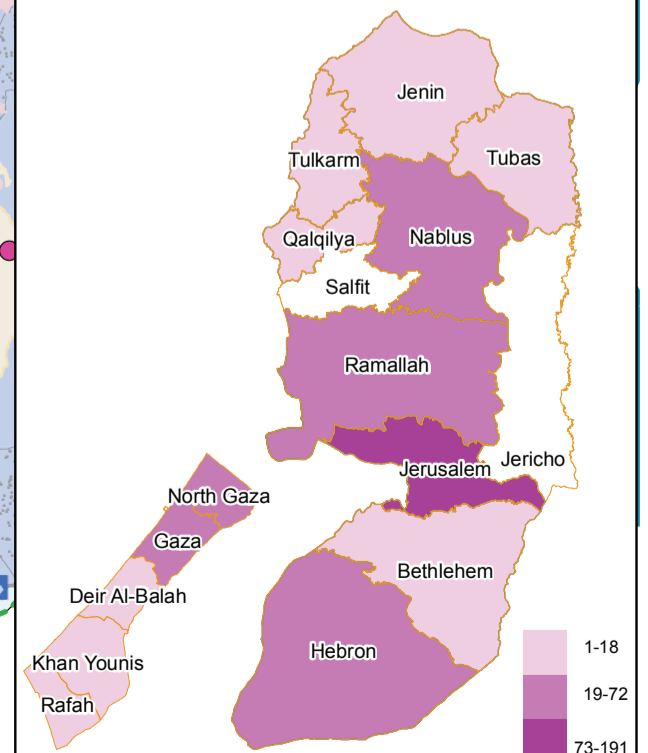 Jenin
Tulkarm
Tubas
Qalqilya
Nablus
Salfit
Ramallah
Jerusalem
Jericho
North Gaza
Gaza
Bethlehem
Deir Al-Balah
Hebron
Khan Younis
Rafah
1-18
19-72
73-191